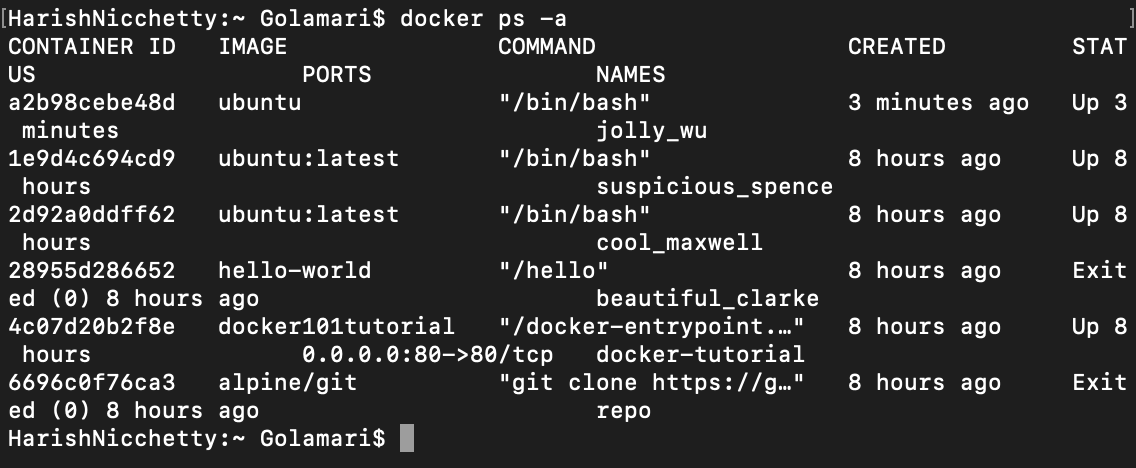 [HarishNicchetty:~ Golamari$ docker ps -a ]
CONTAINER ID   IMAGE               COMMAND                  CREATED         STAT
US                   PORTS                NAMES
a2b98cebe48d   ubuntu              "/bin/bash"              3 minutes ago   Up 3
 minutes                                  jolly_wu
1e9d4c694cd9   ubuntu:latest       "/bin/bash"              8 hours ago     Up 8
 hours                                    suspicious_spence
2d92a0ddff62   ubuntu:latest       "/bin/bash"              8 hours ago     Up 8
 hours                                    cool_maxwell
28955d286652   hello-world         "/hello"                 8 hours ago     Exit
ed (0) 8 hours ago                        beautiful_clarke
4c07d20b2f8e   docker101tutorial   "/docker-entrypoint.…"   8 hours ago     Up 8
 hours               0.0.0.0:80->80/tcp   docker-tutorial
6696c0f76ca3   alpine/git          "git clone https://g…"   8 hours ago     Exit
ed (0) 8 hours ago                        repo
HarishNicchetty:~ Golamari$